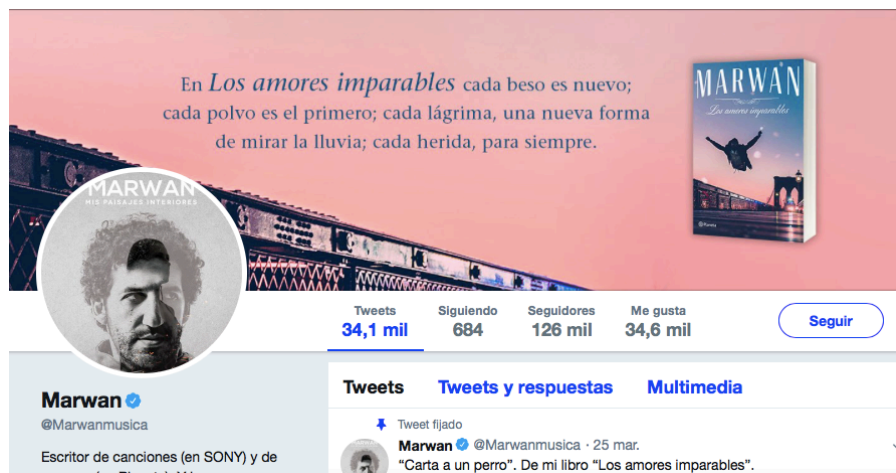 En Los amores imparables cada beso es nuevo;
cada polvo es el primero; cada lágrima, una nueva forma
de mirar la lluvia; cada herida, para siempre.
MARWAN
Los amores imparables
Planeta
MARWAN
MIS PAISAJES INTERIORES
Tweets Siguiendo Seguidores Me gusta
34,1 mil 684 126 mil 34,6 mil
Seguir
Marwan
@Marwanmusica
Escritor de canciones (en SONY) y de
Tweets Tweets y respuestas Multimedia
Tweet fijado
Marwan @Marwanmusica · 25 mar.
“Carta a un perro”. De mi libro “Los amores imparables”.